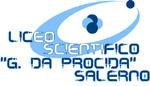 LICEO
SCIENTIFICO
"G. DA PROCIDA"
SALERNO